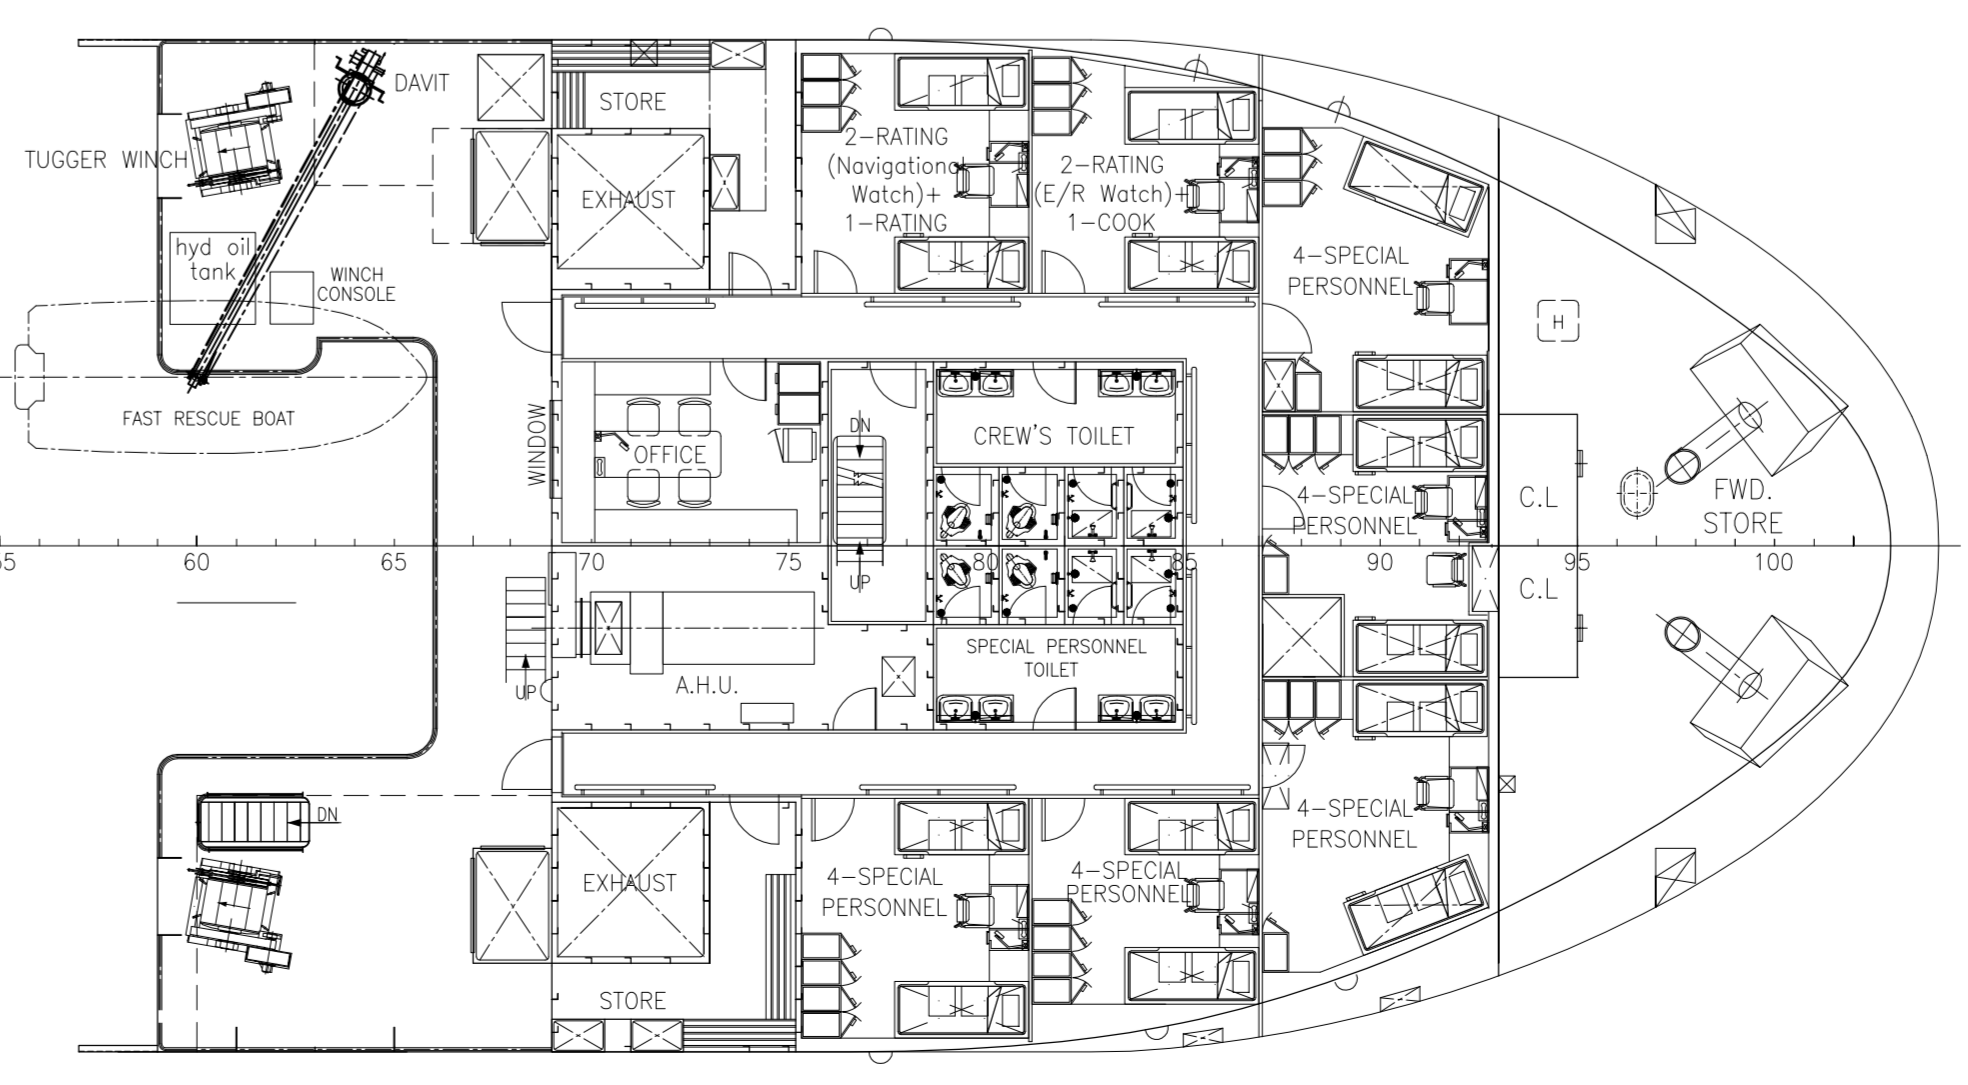 DAVIT
STORE
TUGGER WINCH
EXHAUST
2-RATING
(Navigational
Watch)+
1-RATING
2-RATING
(E/R Watch)+
1-COOK
4-SPECIAL
PERSONNEL
hyd oil
tank
WINCH
CONSOLE
H
FAST RESCUE BOAT
WINDOW
OFFICE
DN
CREW'S TOILET
4-SPECIAL
PERSONNEL
C.L
FWD.
STORE
60
65
70
75
80
85
90
95
100
UP
C.L
SPECIAL PERSONNEL
TOILET
A.H.U.
UP
DN
4-SPECIAL
PERSONNEL
EXHAUST
4-SPECIAL
PERSONNEL
4-SPECIAL
PERSONNEL
STORE